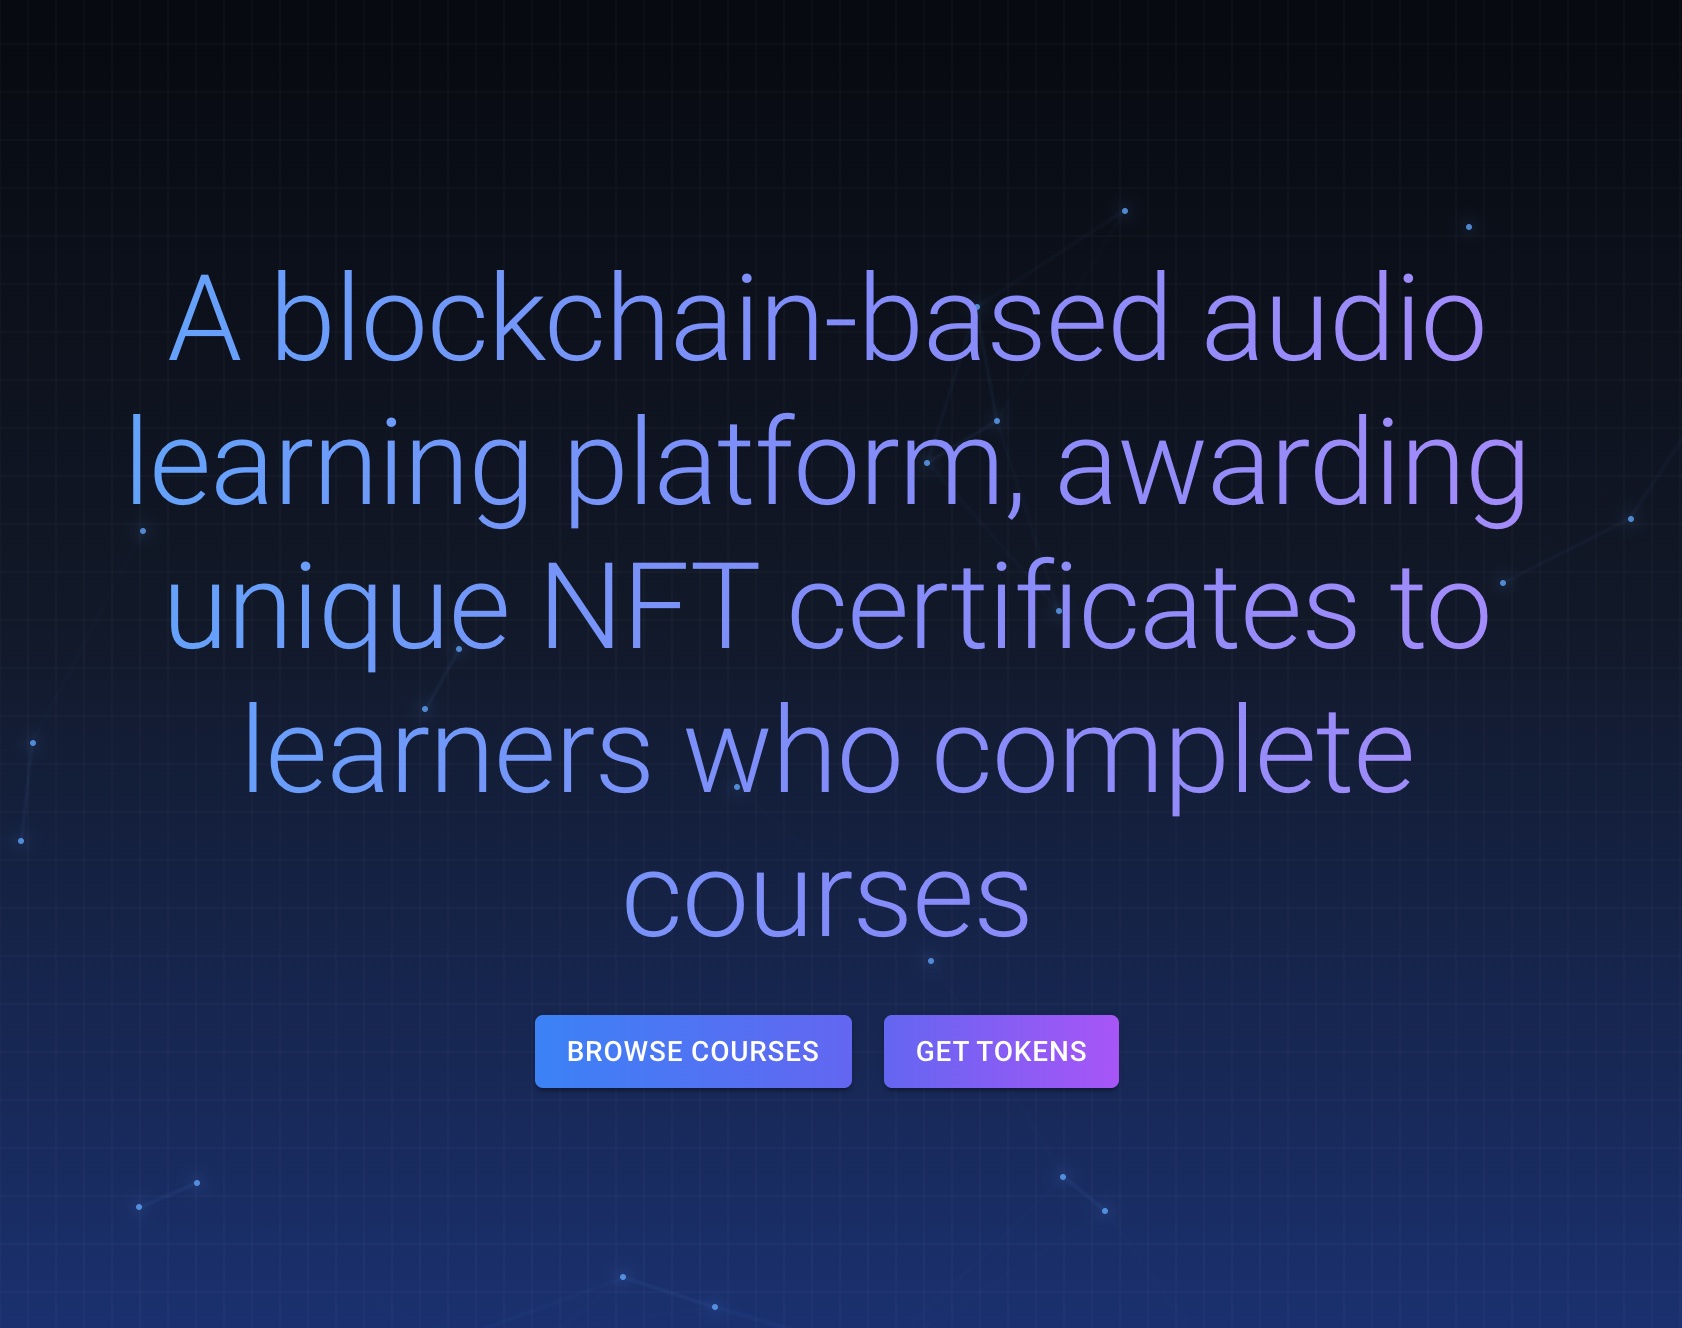 A blockchain-based audio
learning platform, awarding
unique NFT certificates to
learners who complete
courses
BROWSE COURSES
GET TOKENS